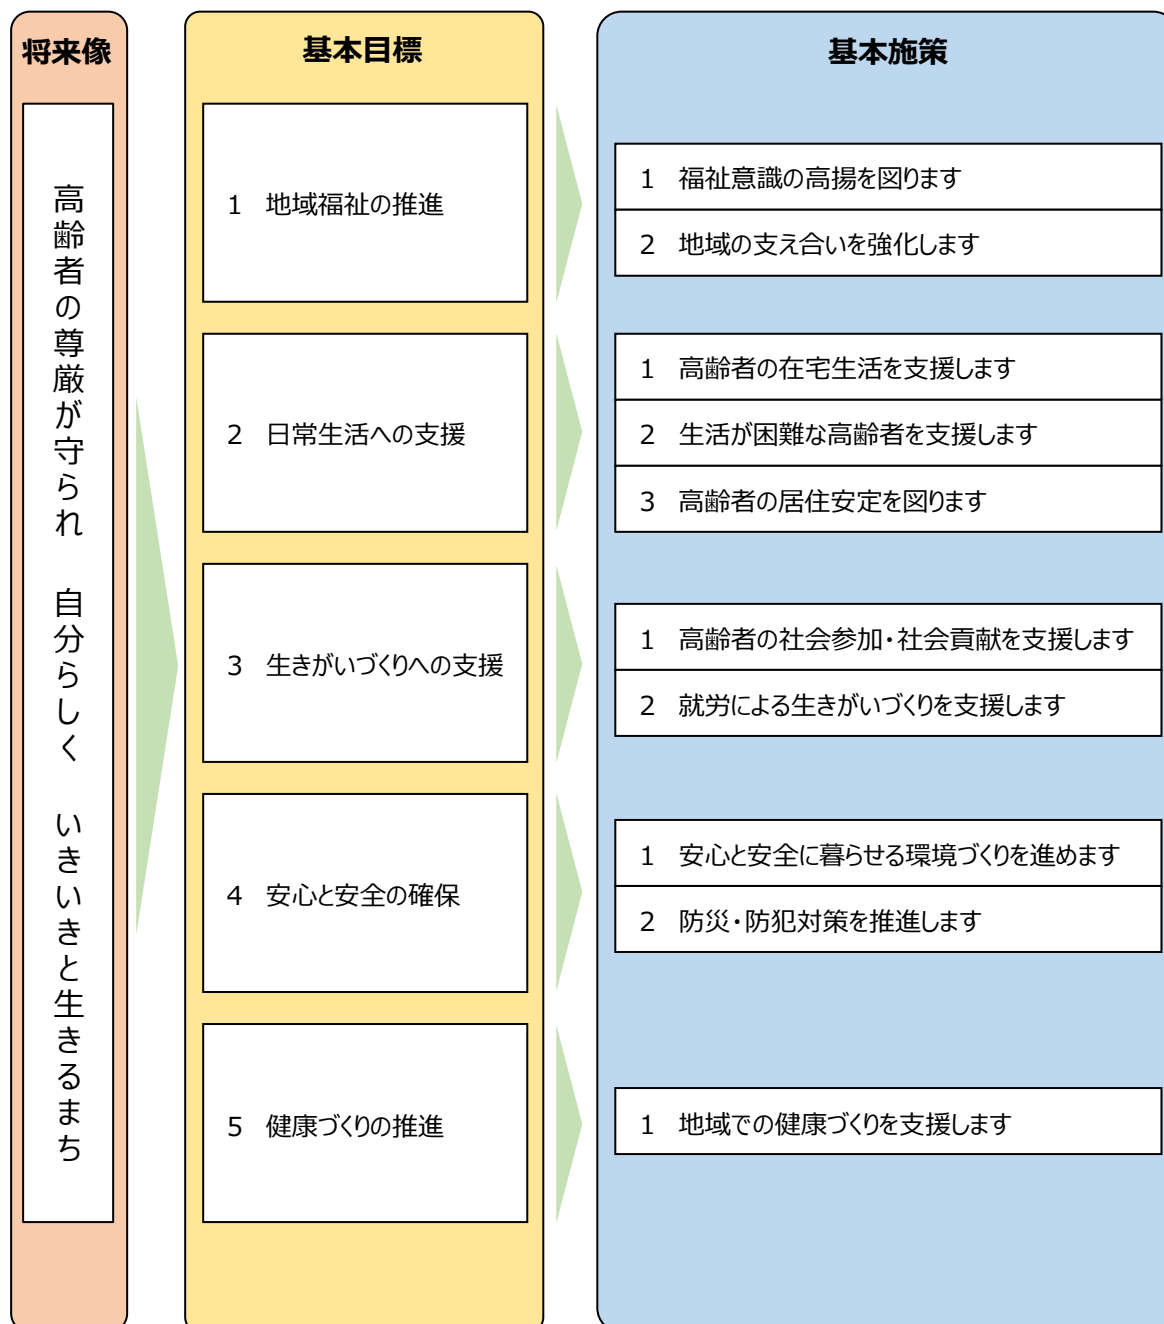 将来像
高齢者の尊厳が守られ　自分らしく　いきいきと生きるまち
基本目標
1　地域福祉の推進
2　日常生活への支援
3　生きがいづくりへの支援
4　安心と安全の確保
5　健康づくりの推進
基本施策
1　福祉意識の高揚を図ります
2　地域の支え合いを強化します
1　高齢者の在宅生活を支援します
2　生活が困難な高齢者を支援します
3　高齢者の居住安定を図ります
1　高齢者の社会参加・社会貢献を支援します
2　就労による生きがいづくりを支援します
1　安心と安全に暮らせる環境づくりを進めます
2　防災・防犯対策を推進します
1　地域での健康づくりを支援します